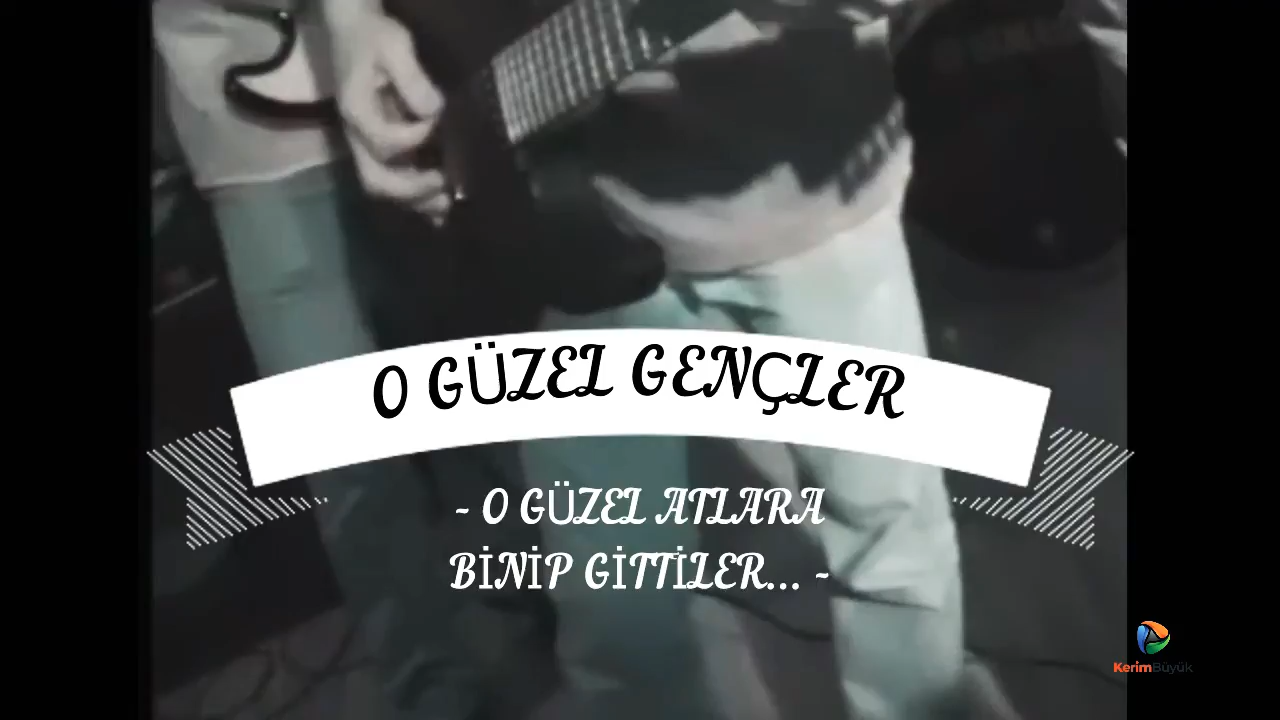 O GÜZEL GENÇLER
- O GÜZEL ATLARA
BİNİP GİTTİLER... -
KerimBüyük